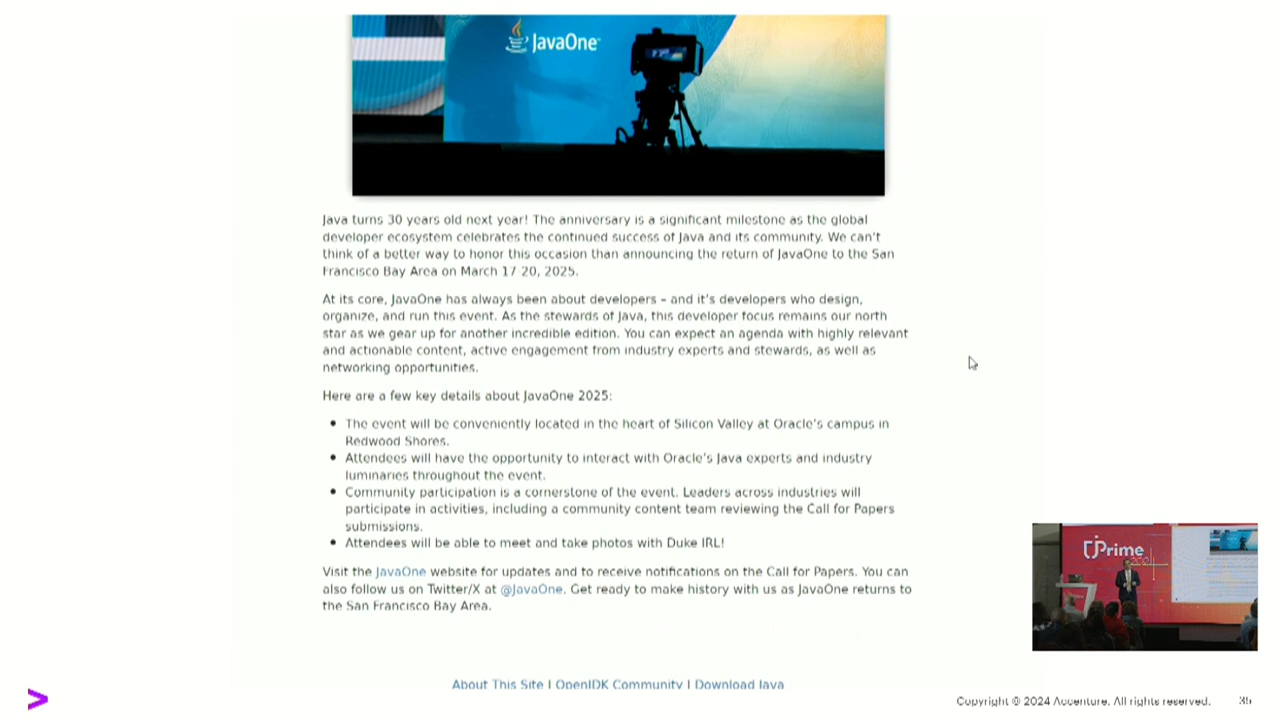 JavaOne
Java turns 30 years old next year! The anniversary is a significant milestone as the global
developer ecosystem celebrates the continued success of Java and its community. We can't
think of a better way to honor this occasion than announcing the return of JavaOne to the San
Francisco Bay Area on March 17-20, 2025.
At its core, JavaOne has always been about developers – and it's developers who design,
organize, and run this event. As the stewards of Java, this developer focus remains our north
star as we gear up for another incredible edition. You can expect an agenda with highly relevant
and actionable content, active engagement from industry experts and stewards, as well as
networking opportunities.
Here are a few key details about JavaOne 2025:
• The event will be conveniently located in the heart of Silicon Valley at Oracle's campus in
Redwood Shores.
• Attendees will have the opportunity to interact with Oracle's Java experts and industry
luminaries throughout the event.
• Community participation is a cornerstone of the event. Leaders across industries will
participate in activities, including a community content team reviewing the Call for Papers
submissions.
• Attendees will be able to meet and take photos with Duke IRL!
Visit the JavaOne website for updates and to receive notifications on the Call for Papers. You can
also follow us on Twitter/X at @JavaOne. Get ready to make history with us as JavaOne returns to
the San Francisco Bay Area.
jPrime
About This Site | OpenJDK Community | Download Java
Copyright © 2024 Accenture. All rights reserved. 35